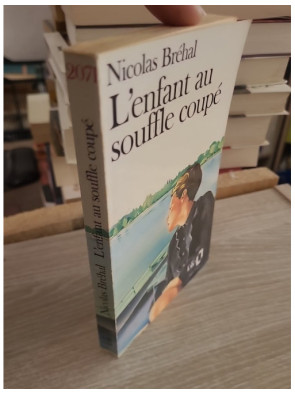 Nicolas Bréhal
L'enfant au
souffle coupé
2071
Nicolas Bréhal L'enfant au souffle coupé